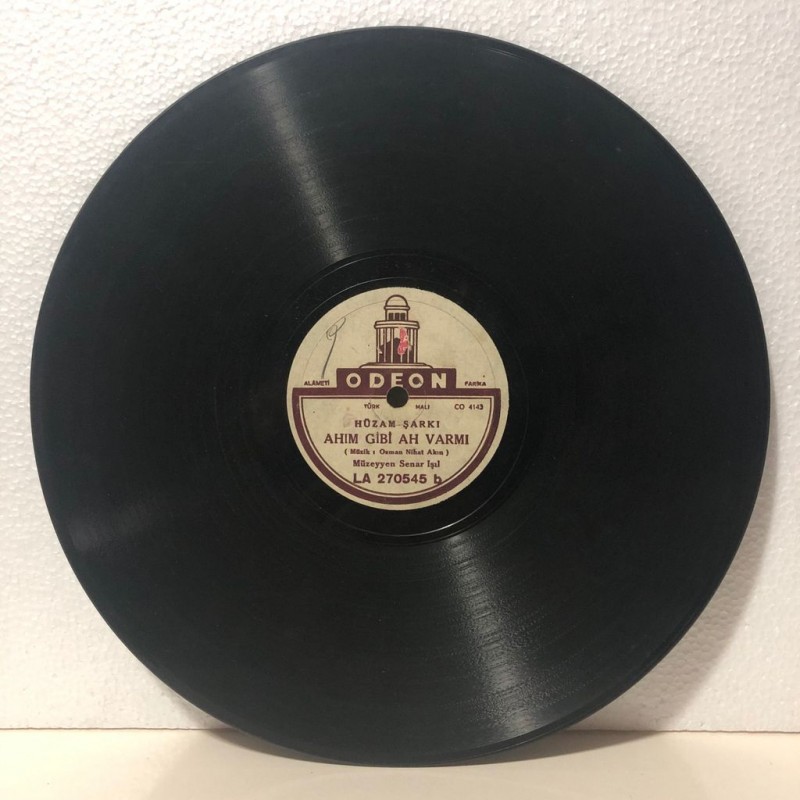 ODEON
ALÂMETİ FARİKA
TÜRK MALI CO 4143
HÜZAM ŞARKI
AHIM GİBİ AH VARMI
( Müzik : Osman Nihat Akın )
Müzeyyen Senar Işıl
LA 270545 b